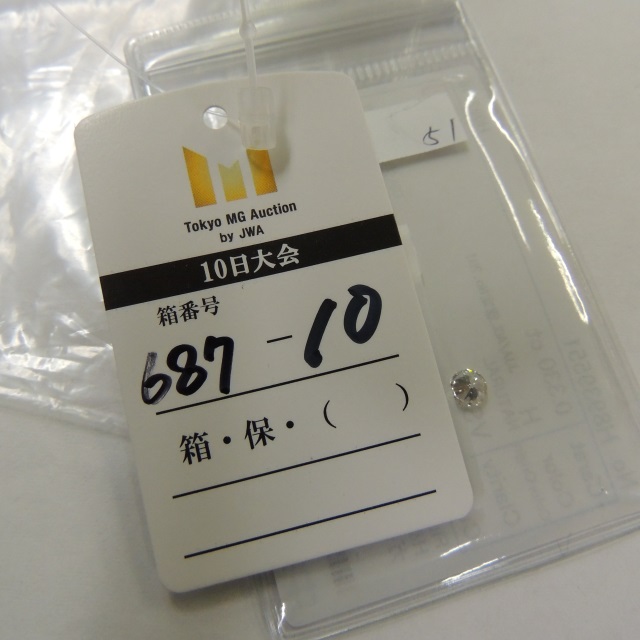 51
Tokyo MG Auction
by JWA
10日大会
箱番号
687-10
箱・保・(　　)